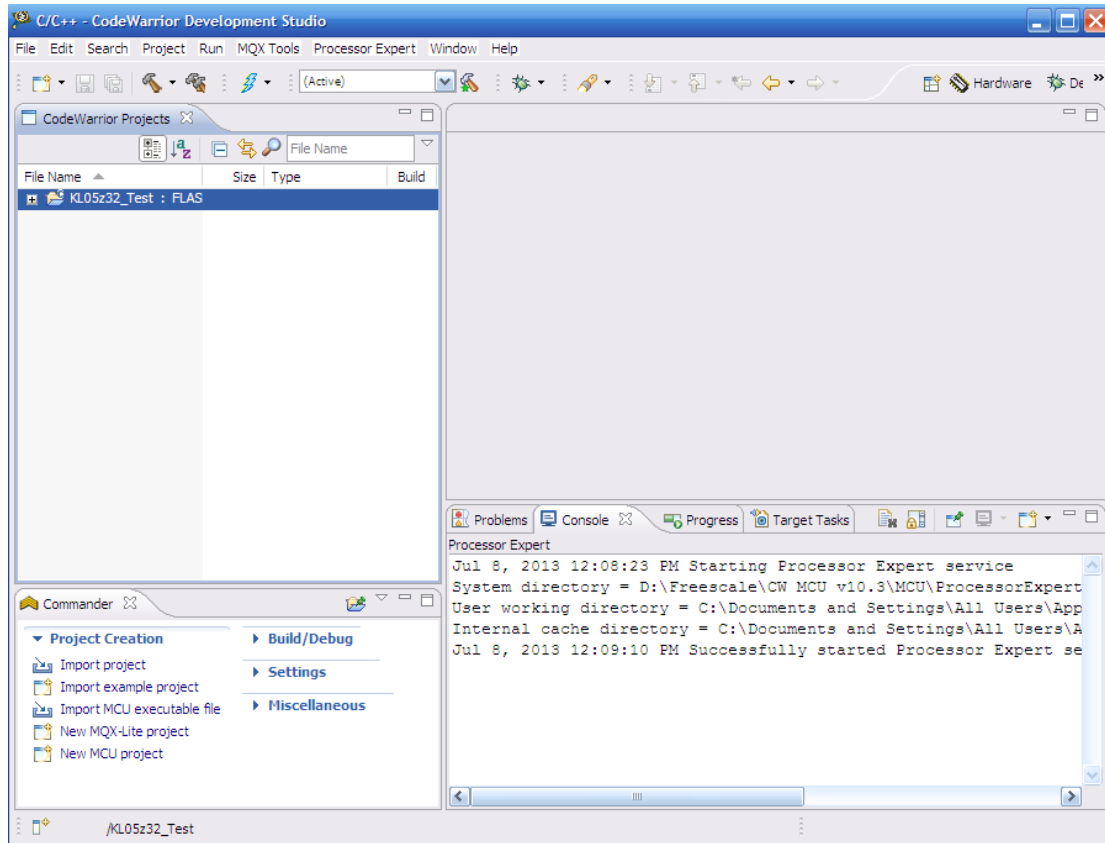 C/C++ - CodeWarrior Development Studio
File Edit Search Project Run MQX Tools Processor Expert Window Help
(Active)
Hardware
De
CodeWarrior Projects
File Name
File Name Size Type Build
KL05z32_Test : FLAS
Problems Console Progress Target Tasks
Processor Expert
Jul 8, 2013 12:08:23 PM Starting Processor Expert service
System directory = D:\Freescale\CW MCU v10.3\MCU\ProcessorExpert
User working directory = C:\Documents and Settings\All Users\App
Internal cache directory = C:\Documents and Settings\All Users\A
Jul 8, 2013 12:09:10 PM Successfully started Processor Expert se
Commander
Project Creation
Import project
Import example project
Import MCU executable file
New MQX-Lite project
New MCU project
Build/Debug
Settings
Miscellaneous
/KL05z32_Test